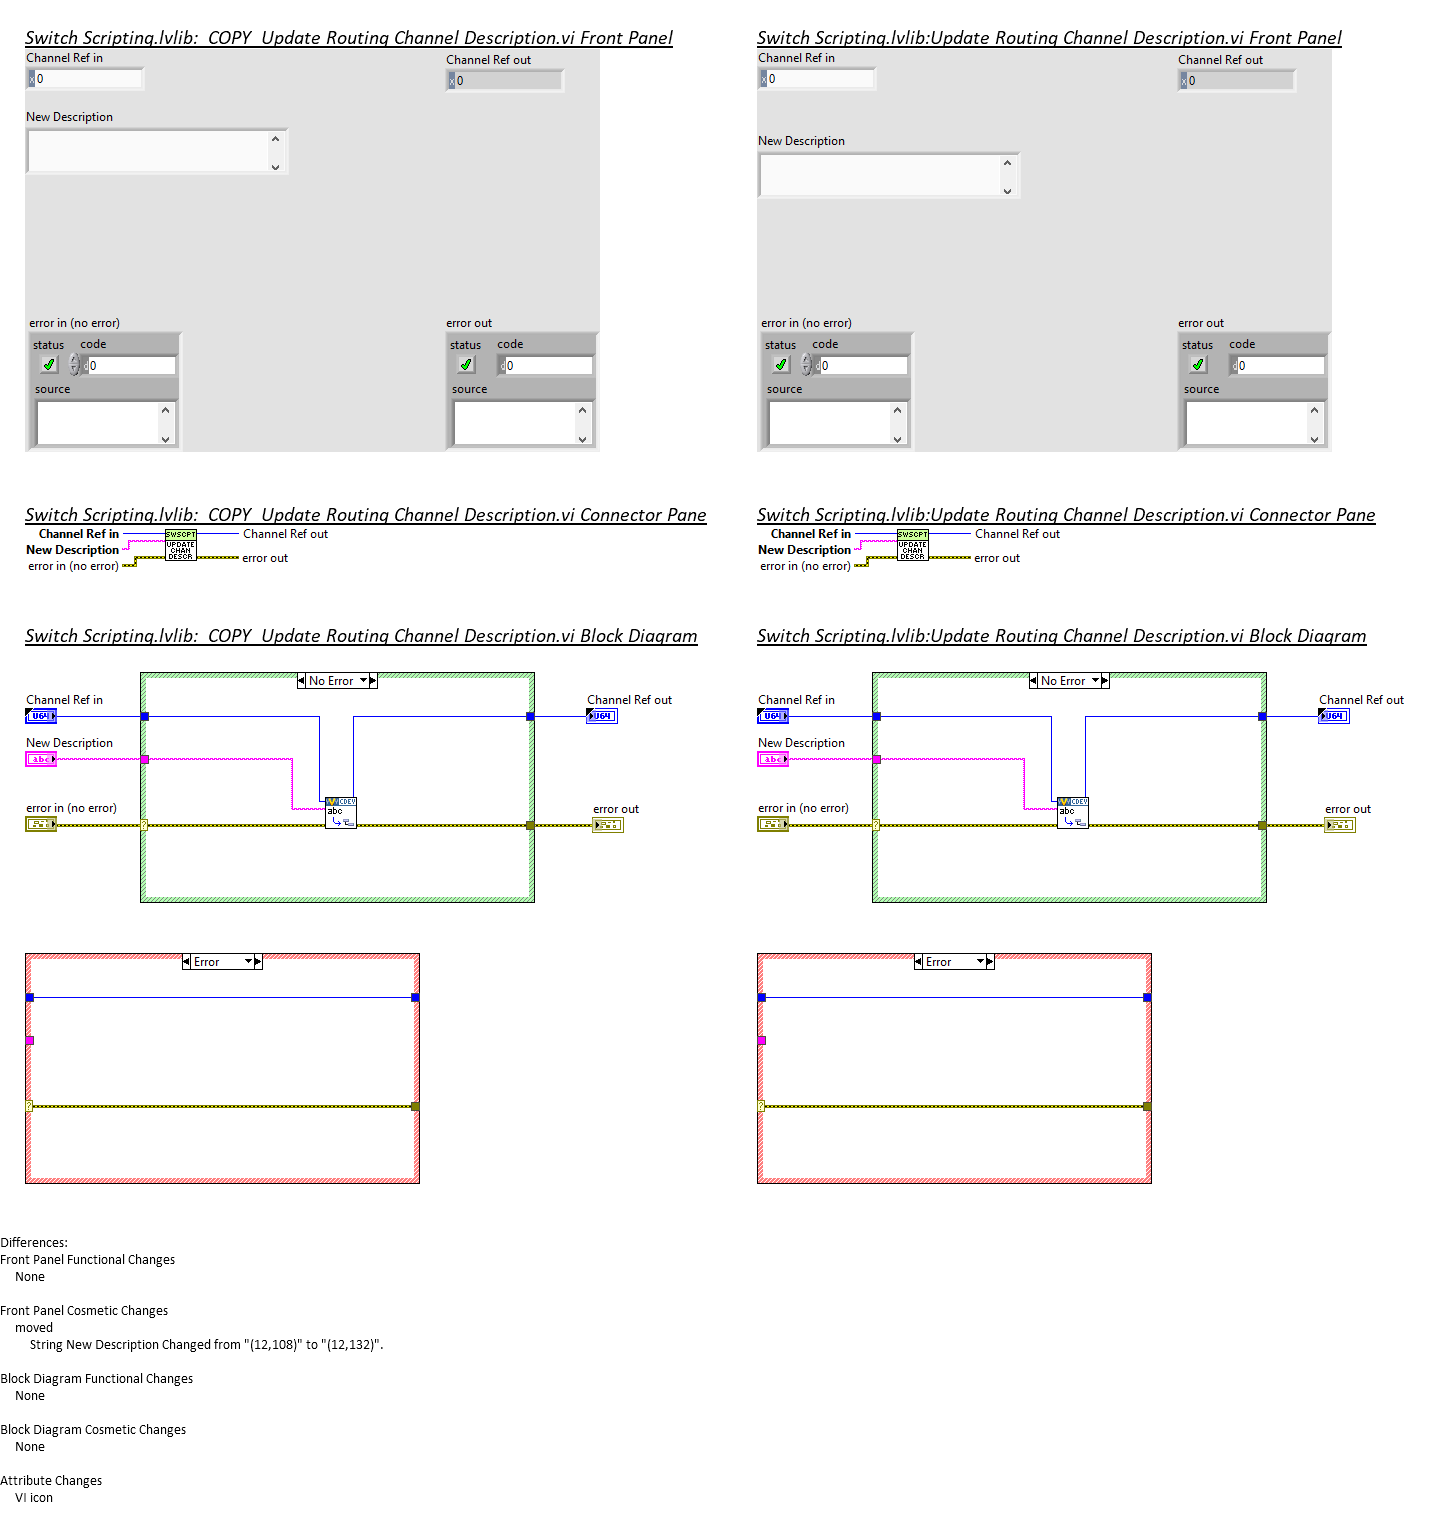 Switch Scripting.lvlib:_COPY_Update Routing Channel Description.vi Front Panel
Channel Ref in
Channel Ref out
x 0
x 0
New Description
error in (no error)
error out
status code
status code
d 0
d 0
source
source
Switch Scripting.lvlib:Update Routing Channel Description.vi Front Panel
Channel Ref in
Channel Ref out
x 0
x 0
New Description
error in (no error)
error out
status code
status code
d 0
d 0
source
source
Switch Scripting.lvlib:_COPY_Update Routing Channel Description.vi Connector Pane
Channel Ref in
SWSCPT
Channel Ref out
New Description
UPDATE
CHAN
DESCR
error in (no error)
error out
Switch Scripting.lvlib:Update Routing Channel Description.vi Connector Pane
Channel Ref in
SWSCPT
Channel Ref out
New Description
UPDATE
CHAN
DESCR
error in (no error)
error out
Switch Scripting.lvlib:_COPY_Update Routing Channel Description.vi Block Diagram
No Error
Channel Ref in
Channel Ref out
U64
U64
New Description
abc
CDEV
abc
error in (no error)
error out
?
Error
?
Switch Scripting.lvlib:Update Routing Channel Description.vi Block Diagram
No Error
Channel Ref in
Channel Ref out
U64
U64
New Description
abc
CDEV
abc
error in (no error)
error out
?
Error
?
Differences:
Front Panel Functional Changes
None
Front Panel Cosmetic Changes
moved
String New Description Changed from "(12,108)" to "(12,132)".
Block Diagram Functional Changes
None
Block Diagram Cosmetic Changes
None
Attribute Changes
VI icon